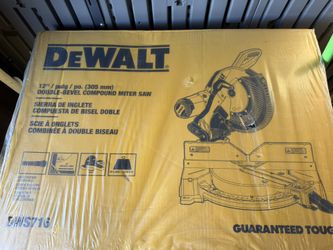 DEWALT
12" / pulg / po. (305 mm)
DOUBLE-BEVEL COMPOUND MITER SAW
SIERRA DE INGLETE
COMPUESTA DE BISEL DOBLE
SCIE À ONGLETS
COMBINÉE À DOUBLE BISEAU
DWS716
GUARANTEED TOUGH